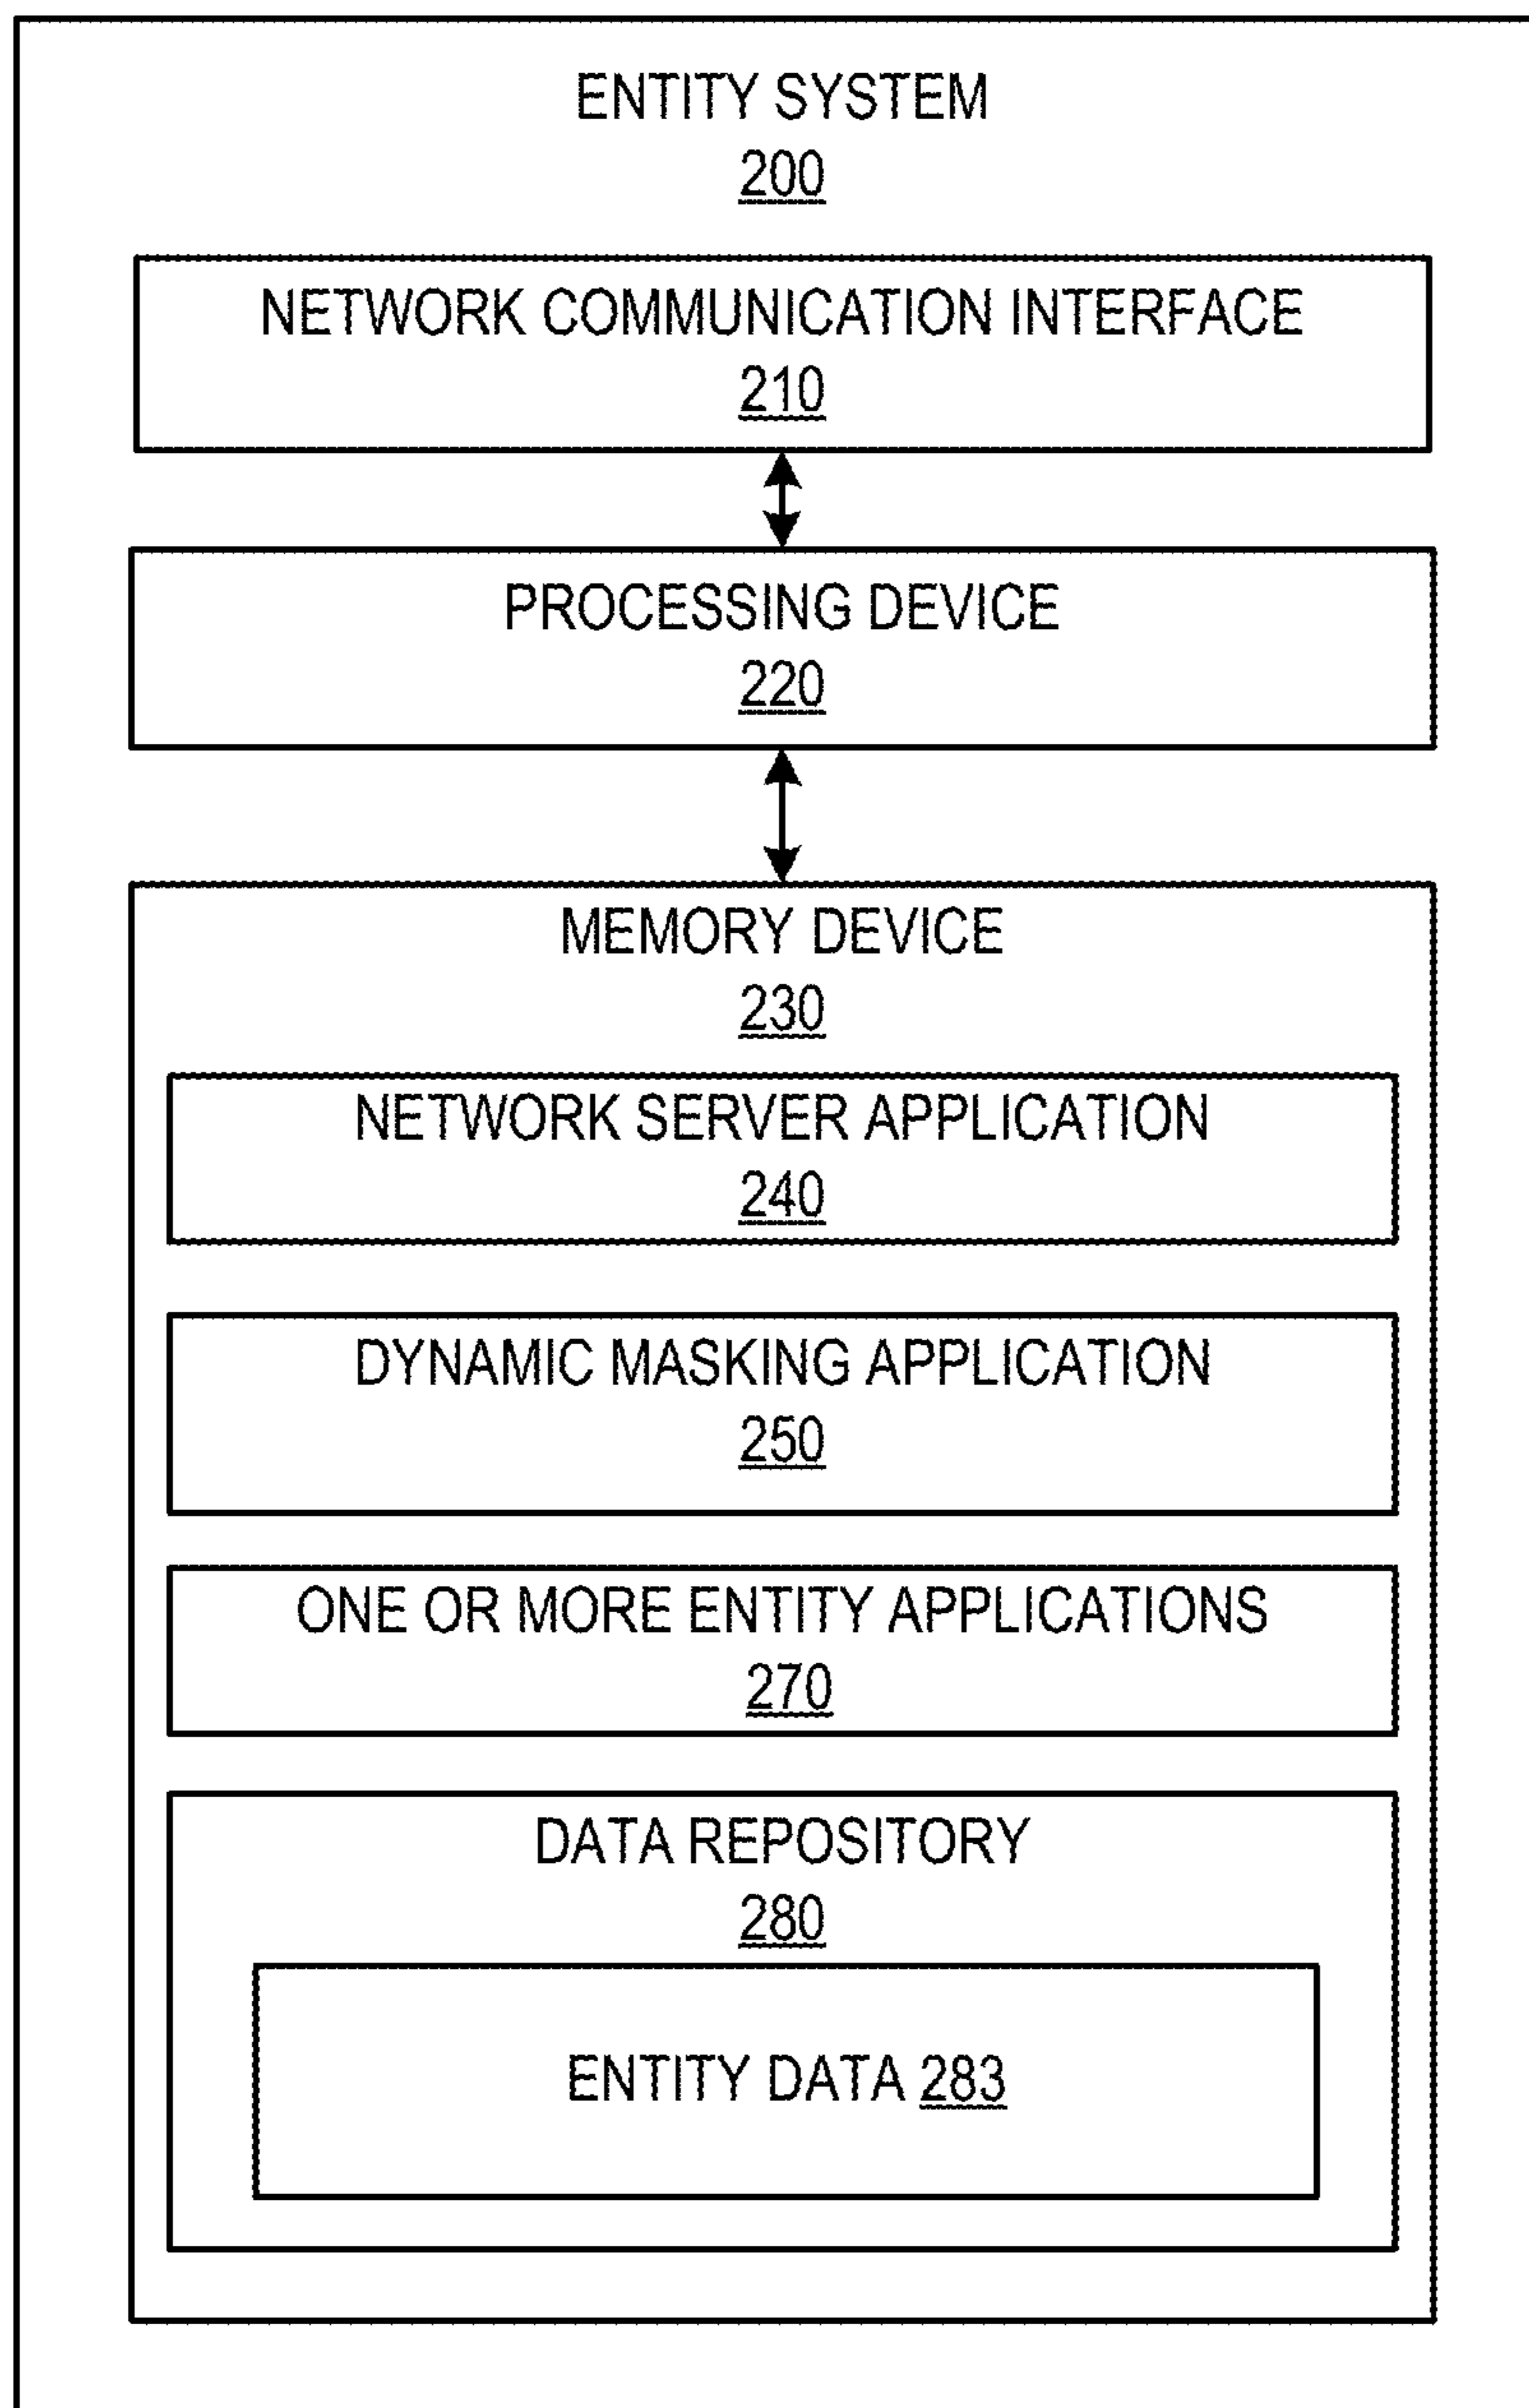 ENTITY SYSTEM
200
NETWORK COMMUNICATION INTERFACE
210
PROCESSING DEVICE
220
MEMORY DEVICE
230
NETWORK SERVER APPLICATION
240
DYNAMIC MASKING APPLICATION
250
ONE OR MORE ENTITY APPLICATIONS
270
DATA REPOSITORY
280
ENTITY DATA 283